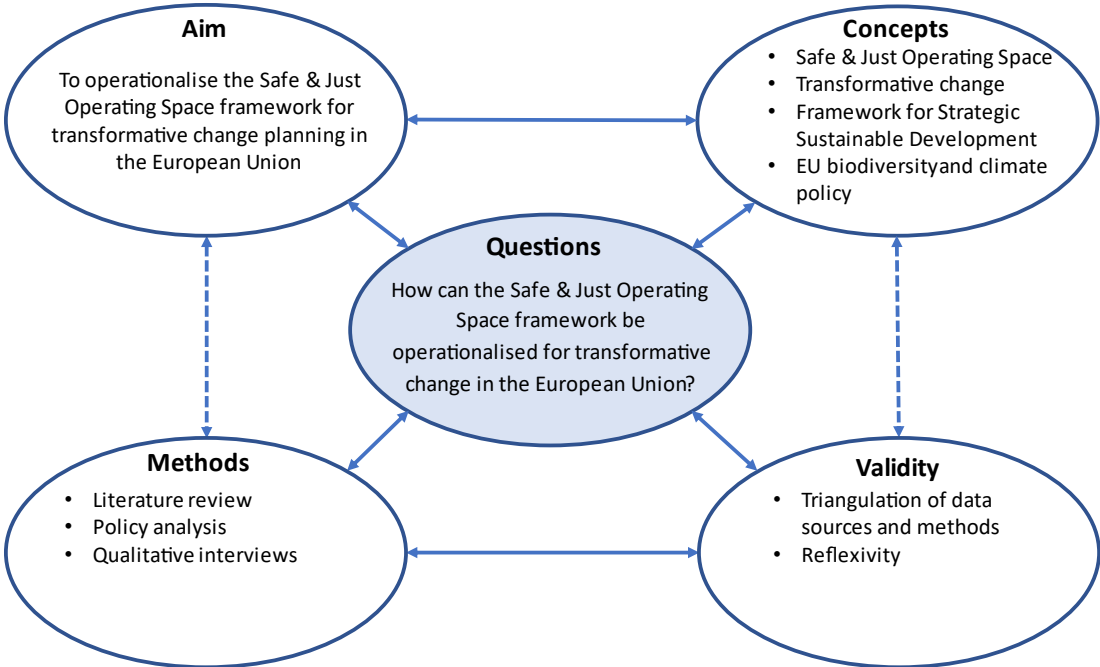 Aim
To operationalise the Safe & Just
Operating Space framework for
transformative change planning in
the European Union
Concepts
• Safe & Just Operating Space
• Transformative change
• Framework for Strategic
Sustainable Development
• EU biodiversityand climate
policy
Questions
How can the Safe & Just Operating
Space framework be
operationalised for transformative
change in the European Union?
Methods
• Literature review
• Policy analysis
• Qualitative interviews
Validity
• Triangulation of data
sources and methods
• Reflexivity